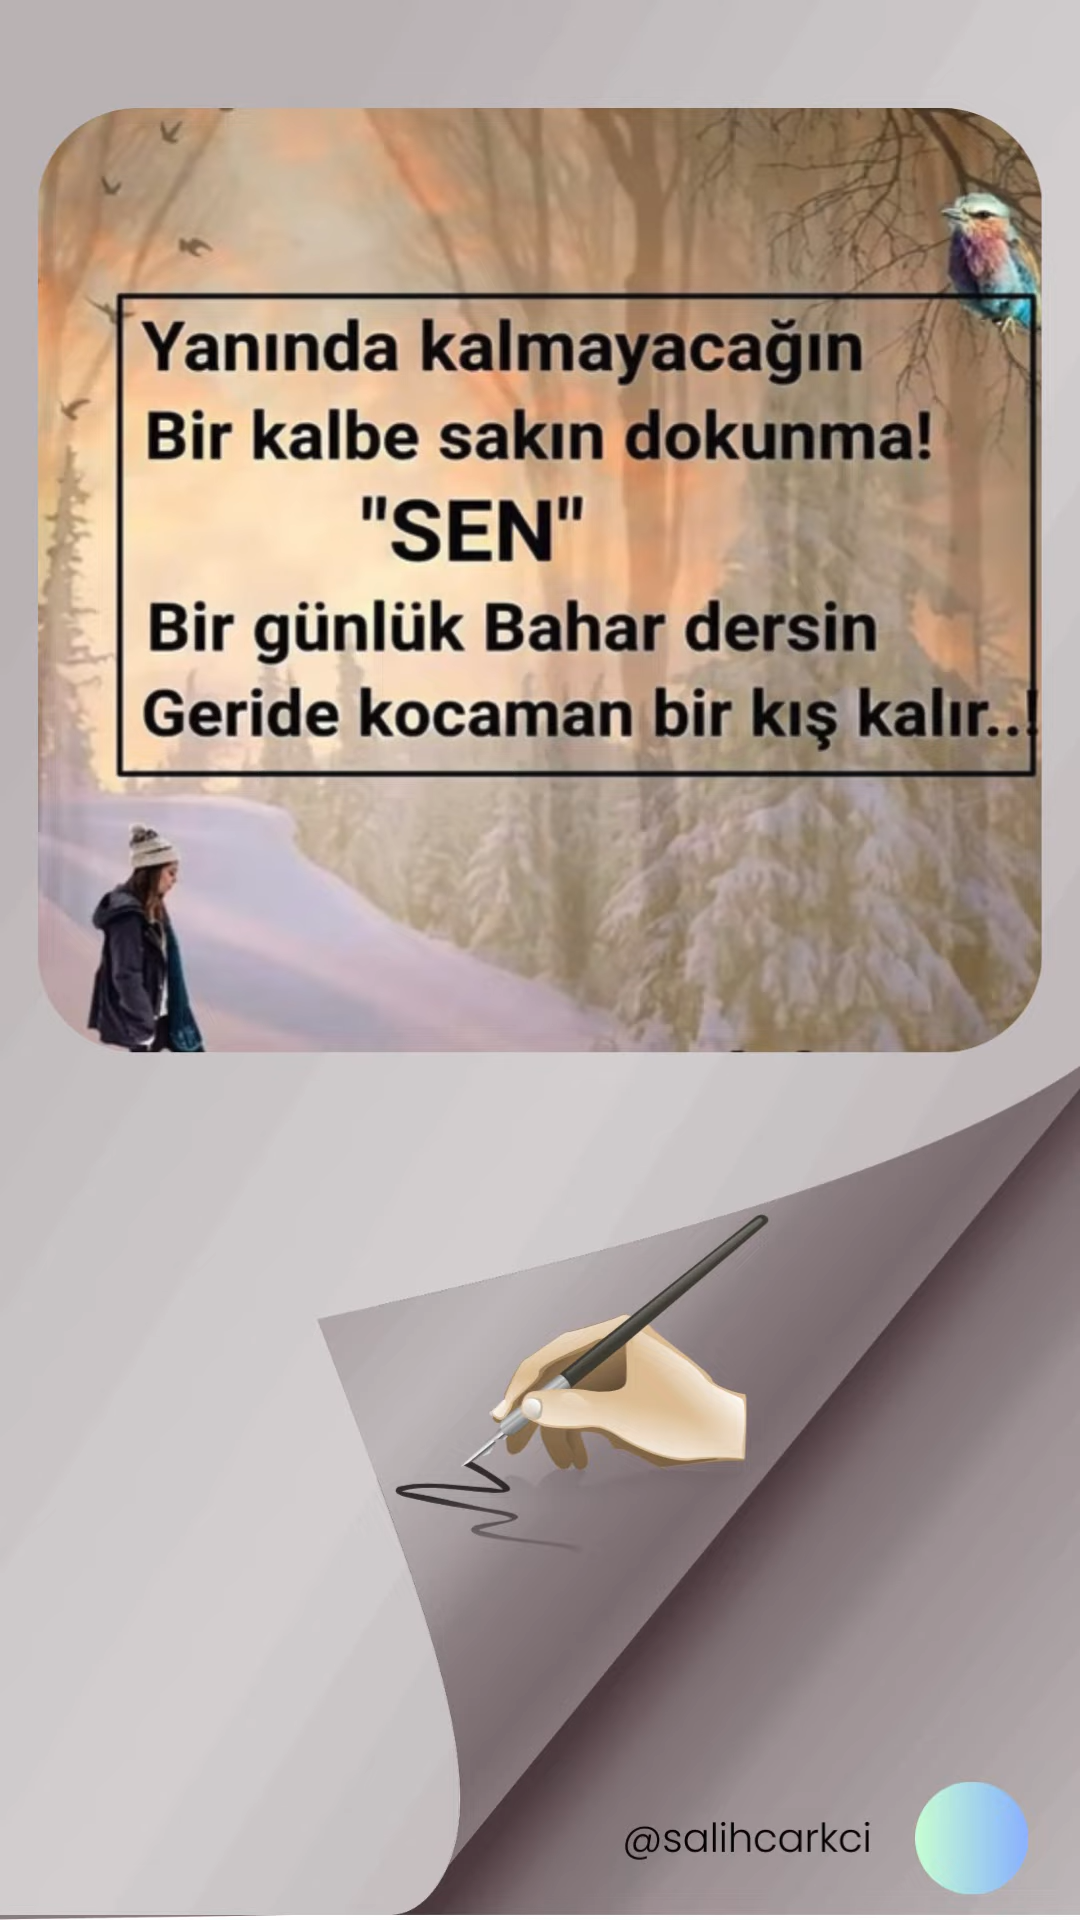 Yanında kalmayacağın
Bir kalbe sakın dokunma!
"SEN"
Bir günlük Bahar dersin
Geride kocaman bir kış kalır..!
@salihcarkci